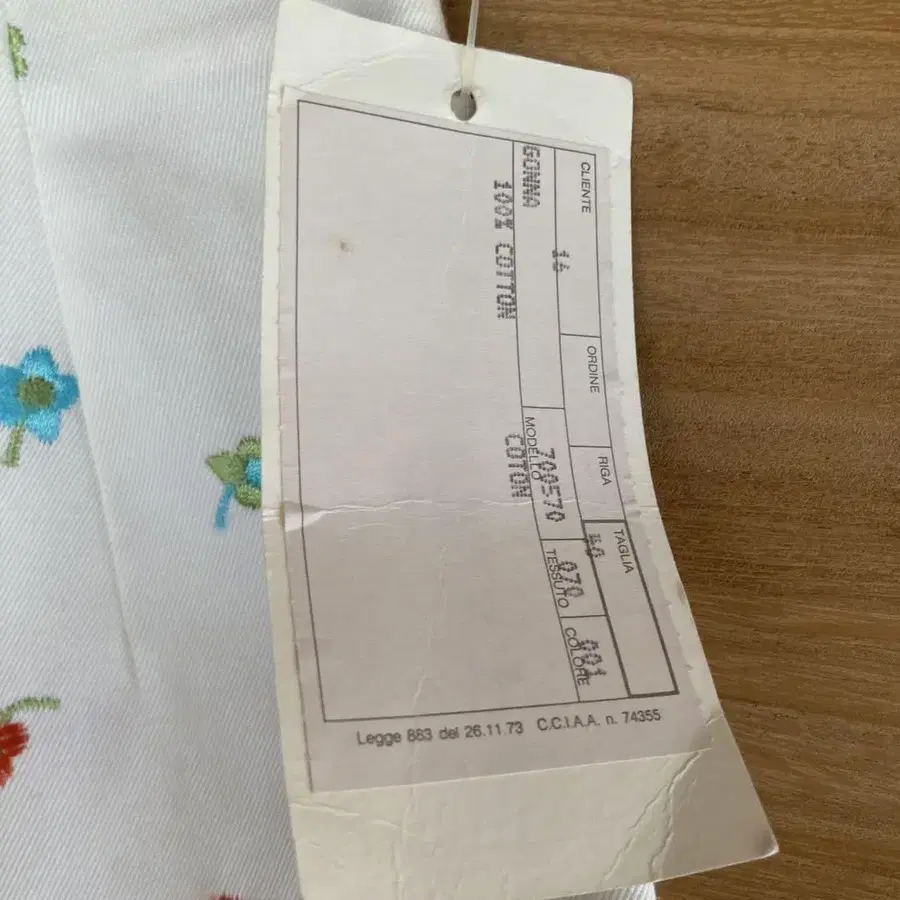 CLIENTE ORDINE RIGA TAGLIA
16 40
GONNA 700570 070 001
MODELLO TESSUTO COLORE
100% COTTON COTON
Legge 883 del 26.11.73 C.C.I.A.A. n. 74355